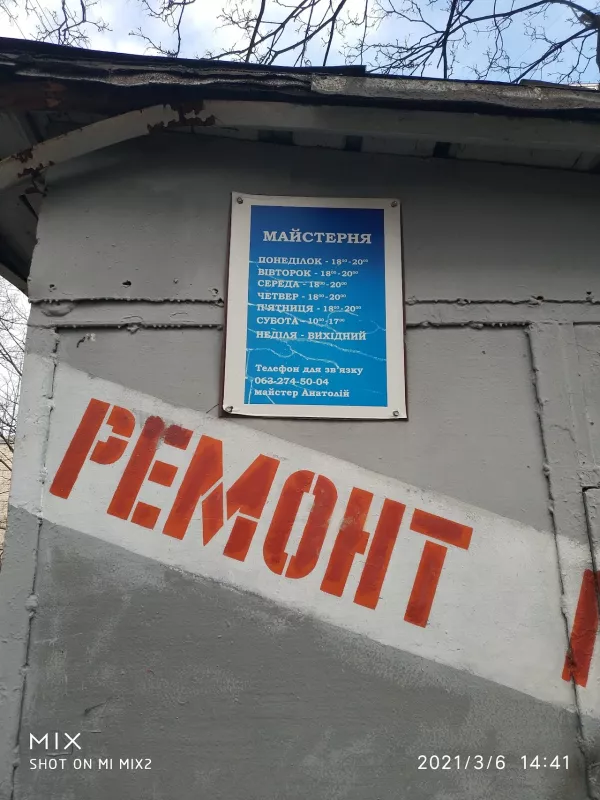 МАЙСТЕРНЯ
ПОНЕДІЛОК - 18⁰⁰-20⁰⁰
ВІВТОРОК - 18⁰⁰-20⁰⁰
СЕРЕДА - 18⁰⁰-20⁰⁰
ЧЕТВЕР - 18⁰⁰-20⁰⁰
П'ЯТНИЦЯ - 18⁰⁰-20⁰⁰
СУБОТА - 10⁰⁰-17⁰⁰
НЕДІЛЯ - ВИХІДНИЙ
Телефон для зв'язку
063-274-50-04
майстер Анатолій
РЕМОНТ
MIX
SHOT ON MI MIX2
2021/3/6 14:41